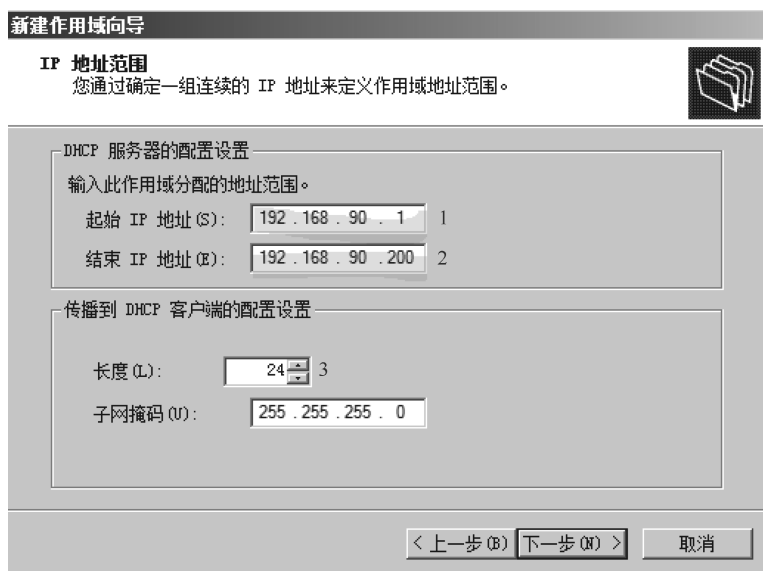 新建作用域向导
IP 地址范围
您通过确定一组连续的 IP 地址来定义作用域地址范围。
DHCP 服务器的配置设置
输入此作用域分配的地址范围。
起始 IP 地址(S): 192 . 168 . 90 . 1 1
结束 IP 地址(E): 192 . 168 . 90 . 200 2
传播到 DHCP 客户端的配置设置
长度(L): 24 3
子网掩码(U): 255 . 255 . 255 . 0
< 上一步(B) 下一步(N) > 取消